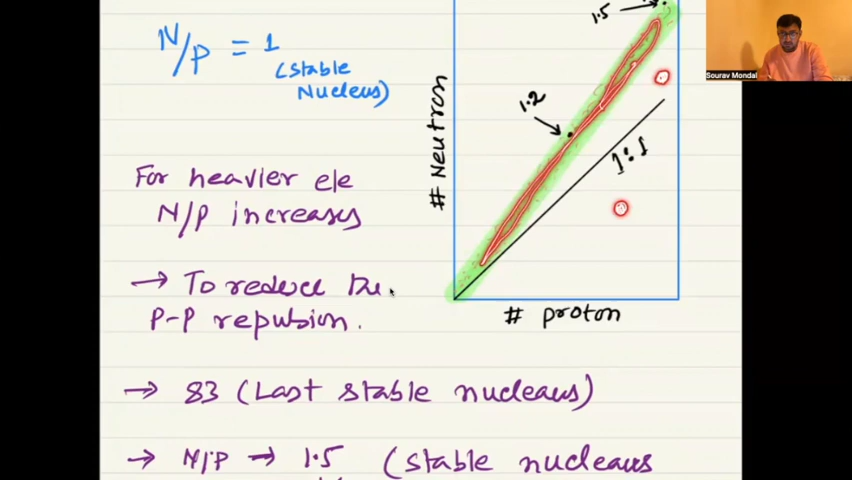 N/P = 1
(stable
Nucleus)
1.5
Sourav Mondal
# Neutron
1.2
1:1
For heavier ele
N/P increases
→ To reduce the
P-P repulsion.
# proton
→ 83 (Last stable nucleaus)
→ N/P → 1.5 (stable nucleaus